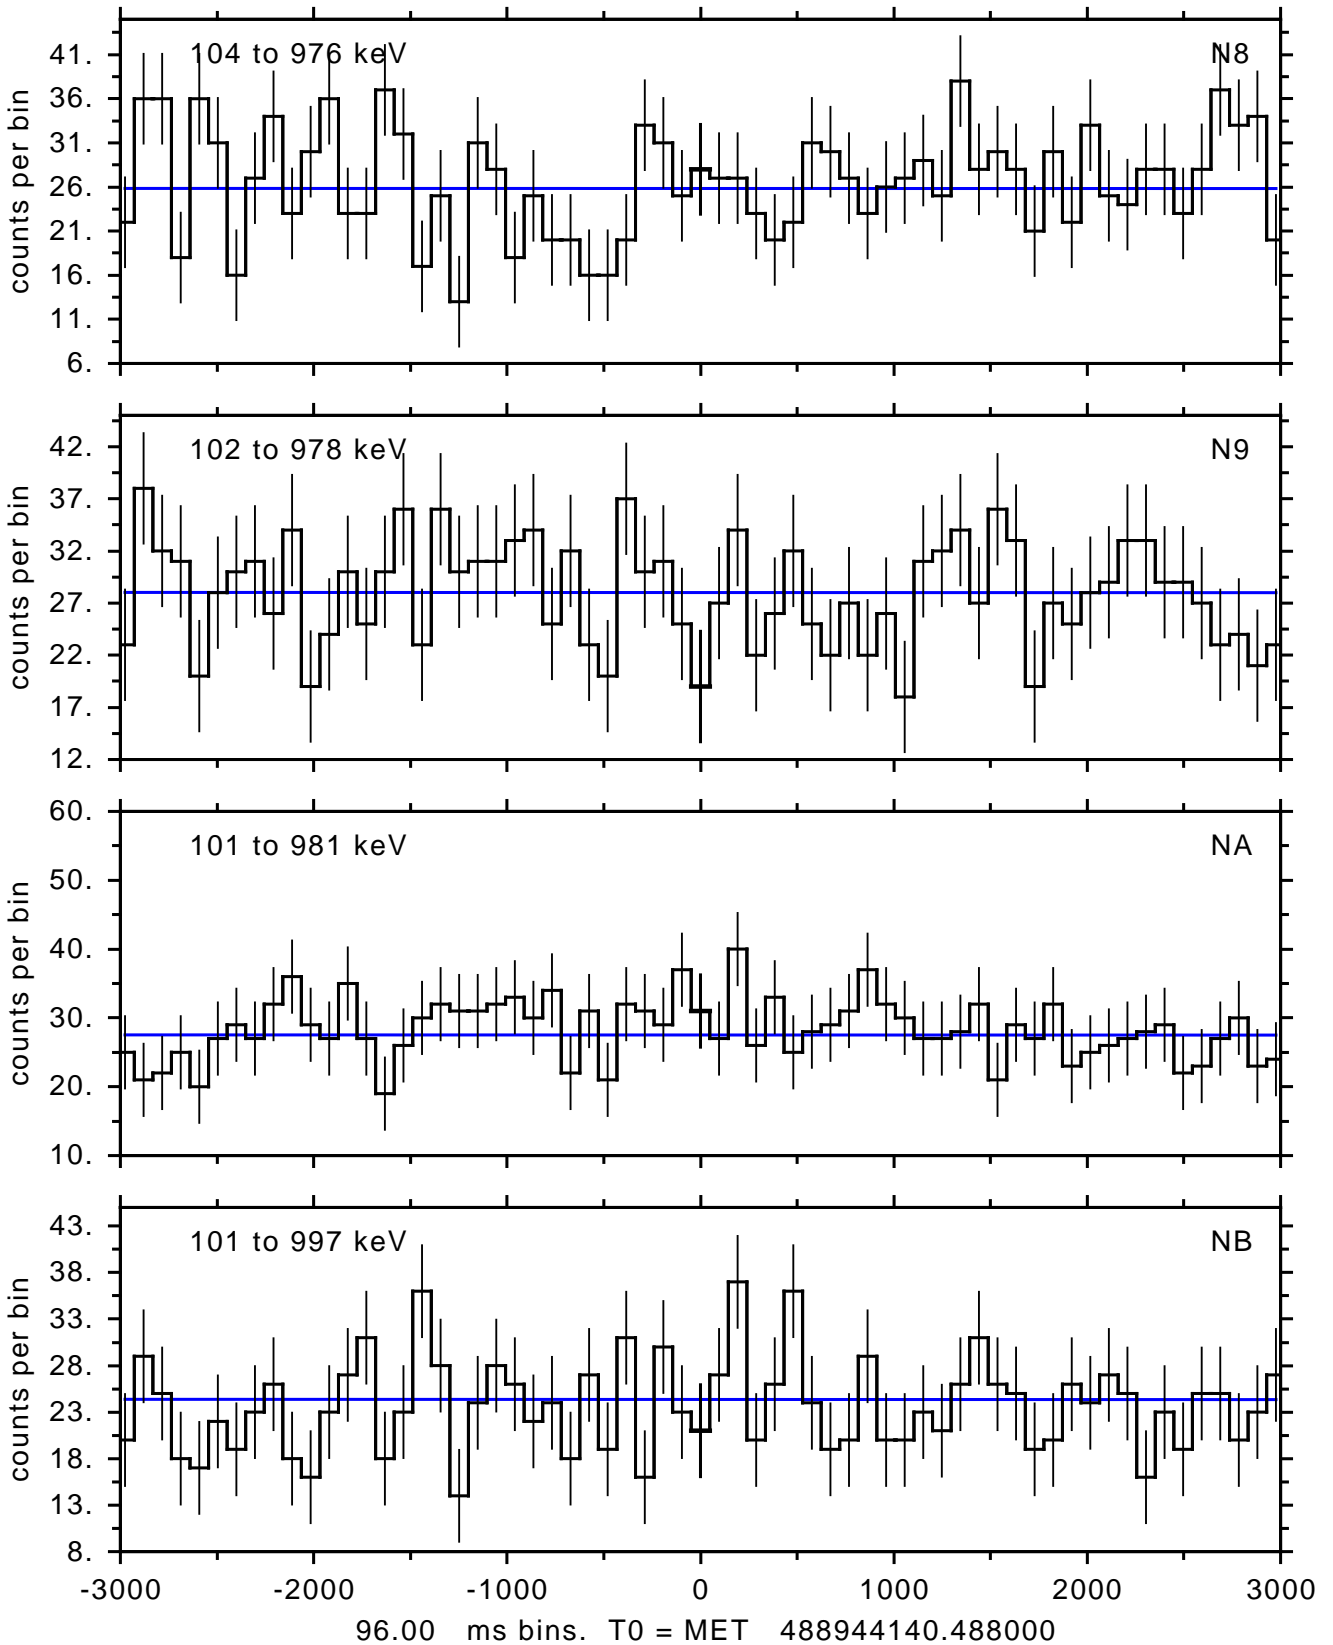 104 to 976 keV N8
41.
36.
31.
26.
21.
16.
11.
6.
counts per bin
102 to 978 keV N9
42.
37.
32.
27.
22.
17.
12.
counts per bin
60.
101 to 981 keV NA
50.
40.
30.
20.
10.
counts per bin
43.
101 to 997 keV NB
38.
33.
28.
23.
18.
13.
8.
counts per bin
-3000 -2000 -1000 0 1000 2000 3000
96.00 ms bins. T0 = MET 488944140.488000